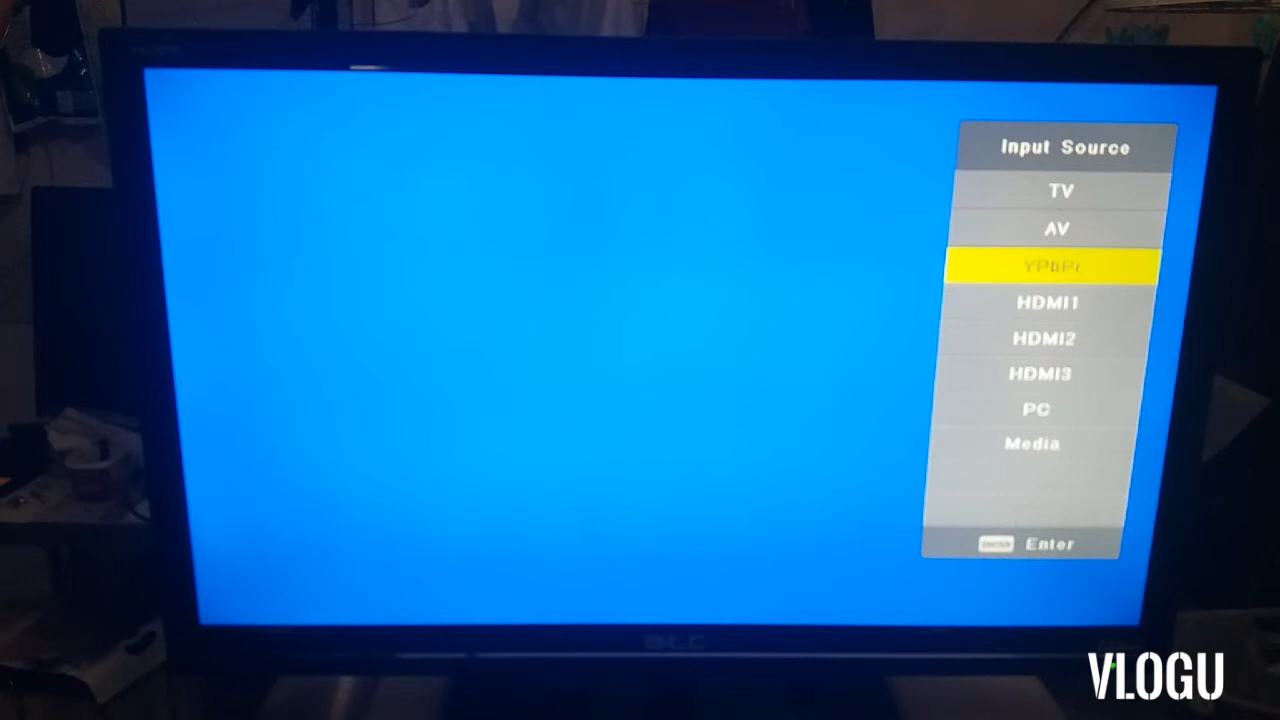 Input Source
TV
AV
YPbPr
HDMI1
HDMI2
HDMI3
PC
Media
Enter
VLOGU